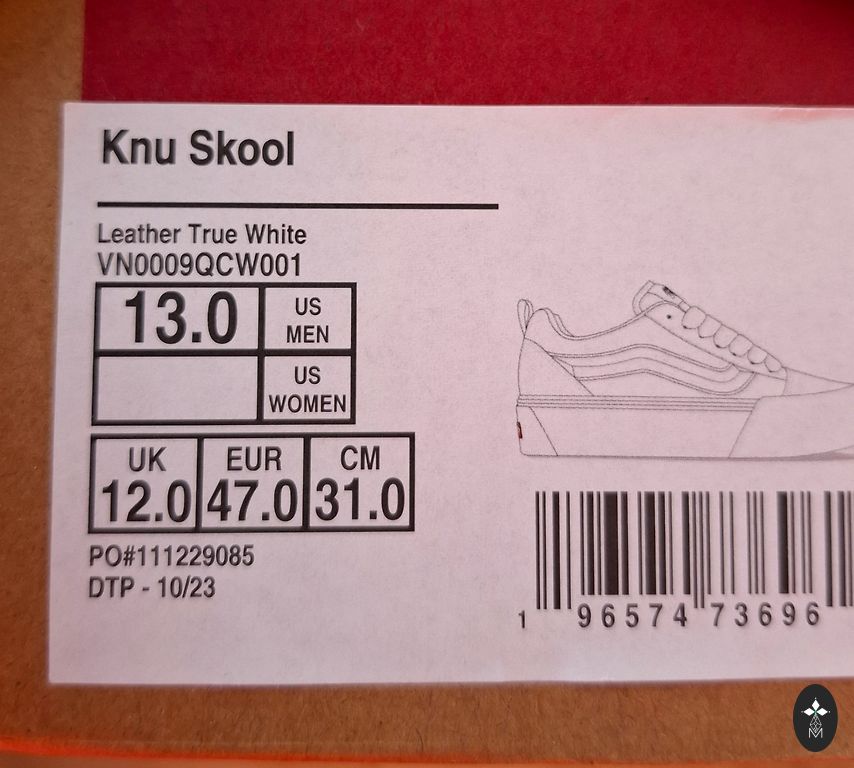 Knu Skool
Leather True White
VN0009QCW001
13.0 US MEN
US WOMEN
UK EUR CM
12.0 47.0 31.0
PO#111229085
DTP - 10/23
1 96574 73696
M